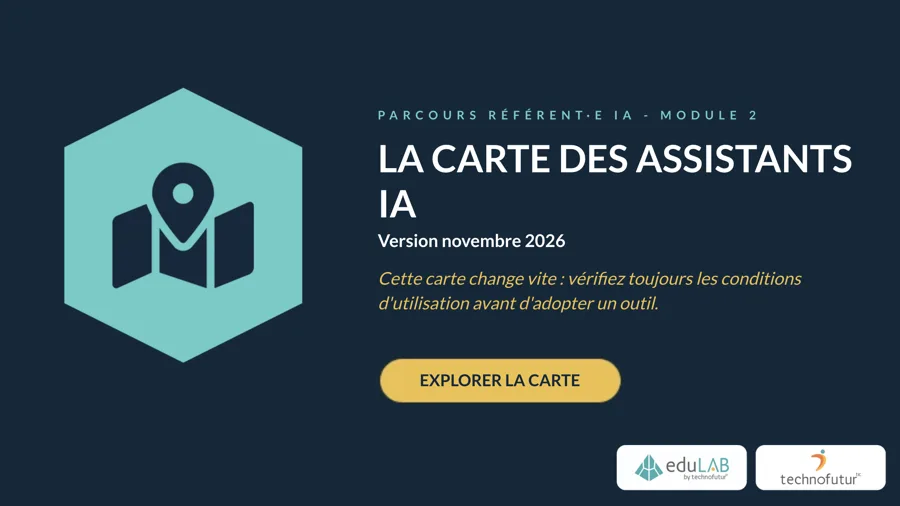 PARCOURS RÉFÉRENT·E IA - MODULE 2
LA CARTE DES ASSISTANTS
IA
Version novembre 2026
Cette carte change vite : vérifiez toujours les conditions
d'utilisation avant d'adopter un outil.
EXPLORER LA CARTE
eduLAB
by technofutur
technofutur